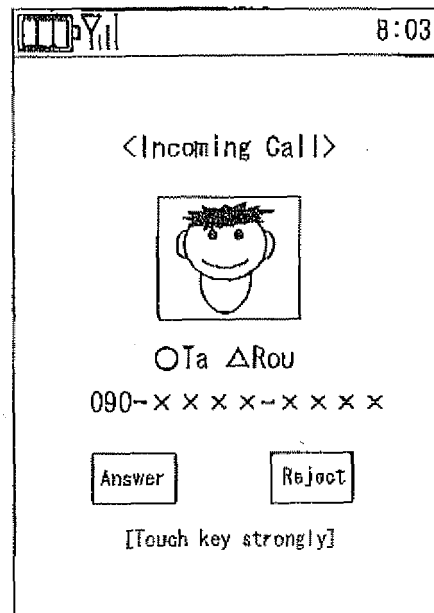 8:03
<Incoming Call>
○Ta △Rou
090-××××-××××
Answer Reject
[Touch key strongly]